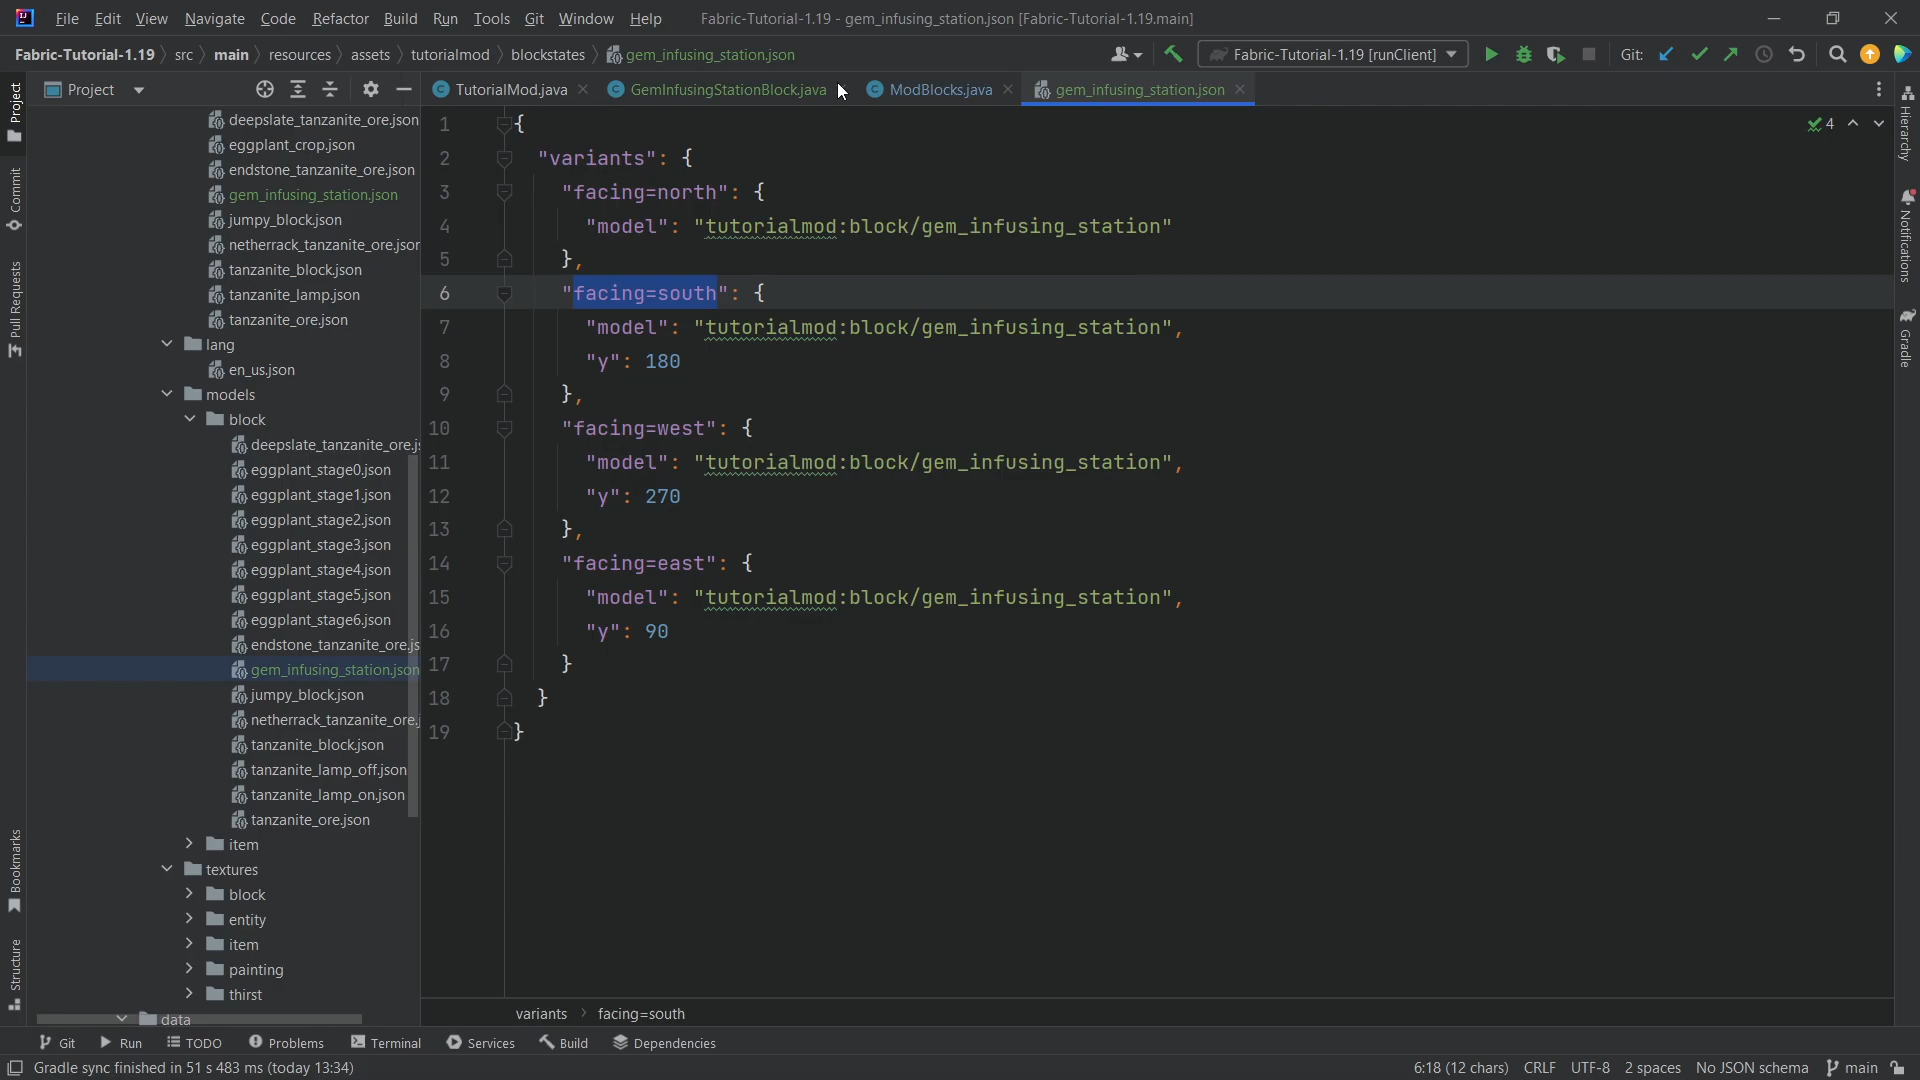 File Edit View Navigate Code Refactor Build Run Tools Git Window Help Fabric-Tutorial-1.19 - gem_infusing_station.json [Fabric-Tutorial-1.19.main]
Fabric-Tutorial-1.19 src main resources assets tutorialmod blockstates gem_infusing_station.json Fabric-Tutorial-1.19 [runClient] Git:
Project TutorialMod.java GemInfusingStationBlock.java ModBlocks.java gem_infusing_station.json
Project
Commit
Pull Requests
Bookmarks
Structure
deepslate_tanzanite_ore.json
eggplant_crop.json
endstone_tanzanite_ore.json
gem_infusing_station.json
jumpy_block.json
netherrack_tanzanite_ore.jsor
tanzanite_block.json
tanzanite_lamp.json
tanzanite_ore.json
lang
en_us.json
models
block
deepslate_tanzanite_ore.js
eggplant_stage0.json
eggplant_stage1.json
eggplant_stage2.json
eggplant_stage3.json
eggplant_stage4.json
eggplant_stage5.json
eggplant_stage6.json
endstone_tanzanite_ore.js
gem_infusing_station.json
jumpy_block.json
netherrack_tanzanite_ore.j
tanzanite_block.json
tanzanite_lamp_off.json
tanzanite_lamp_on.json
tanzanite_ore.json
item
textures
block
entity
item
painting
thirst
data
1 {
2 "variants": {
3 "facing=north": {
4 "model": "tutorialmod:block/gem_infusing_station"
5 },
6 "facing=south": {
7 "model": "tutorialmod:block/gem_infusing_station",
8 "y": 180
9 },
10 "facing=west": {
11 "model": "tutorialmod:block/gem_infusing_station",
12 "y": 270
13 },
14 "facing=east": {
15 "model": "tutorialmod:block/gem_infusing_station",
16 "y": 90
17 }
18 }
19 }
4
Hierarchy
Notifications
Gradle
variants facing=south
Git Run TODO Problems Terminal Services Build Dependencies
Gradle sync finished in 51 s 483 ms (today 13:34) 6:18 (12 chars) CRLF UTF-8 2 spaces No JSON schema main